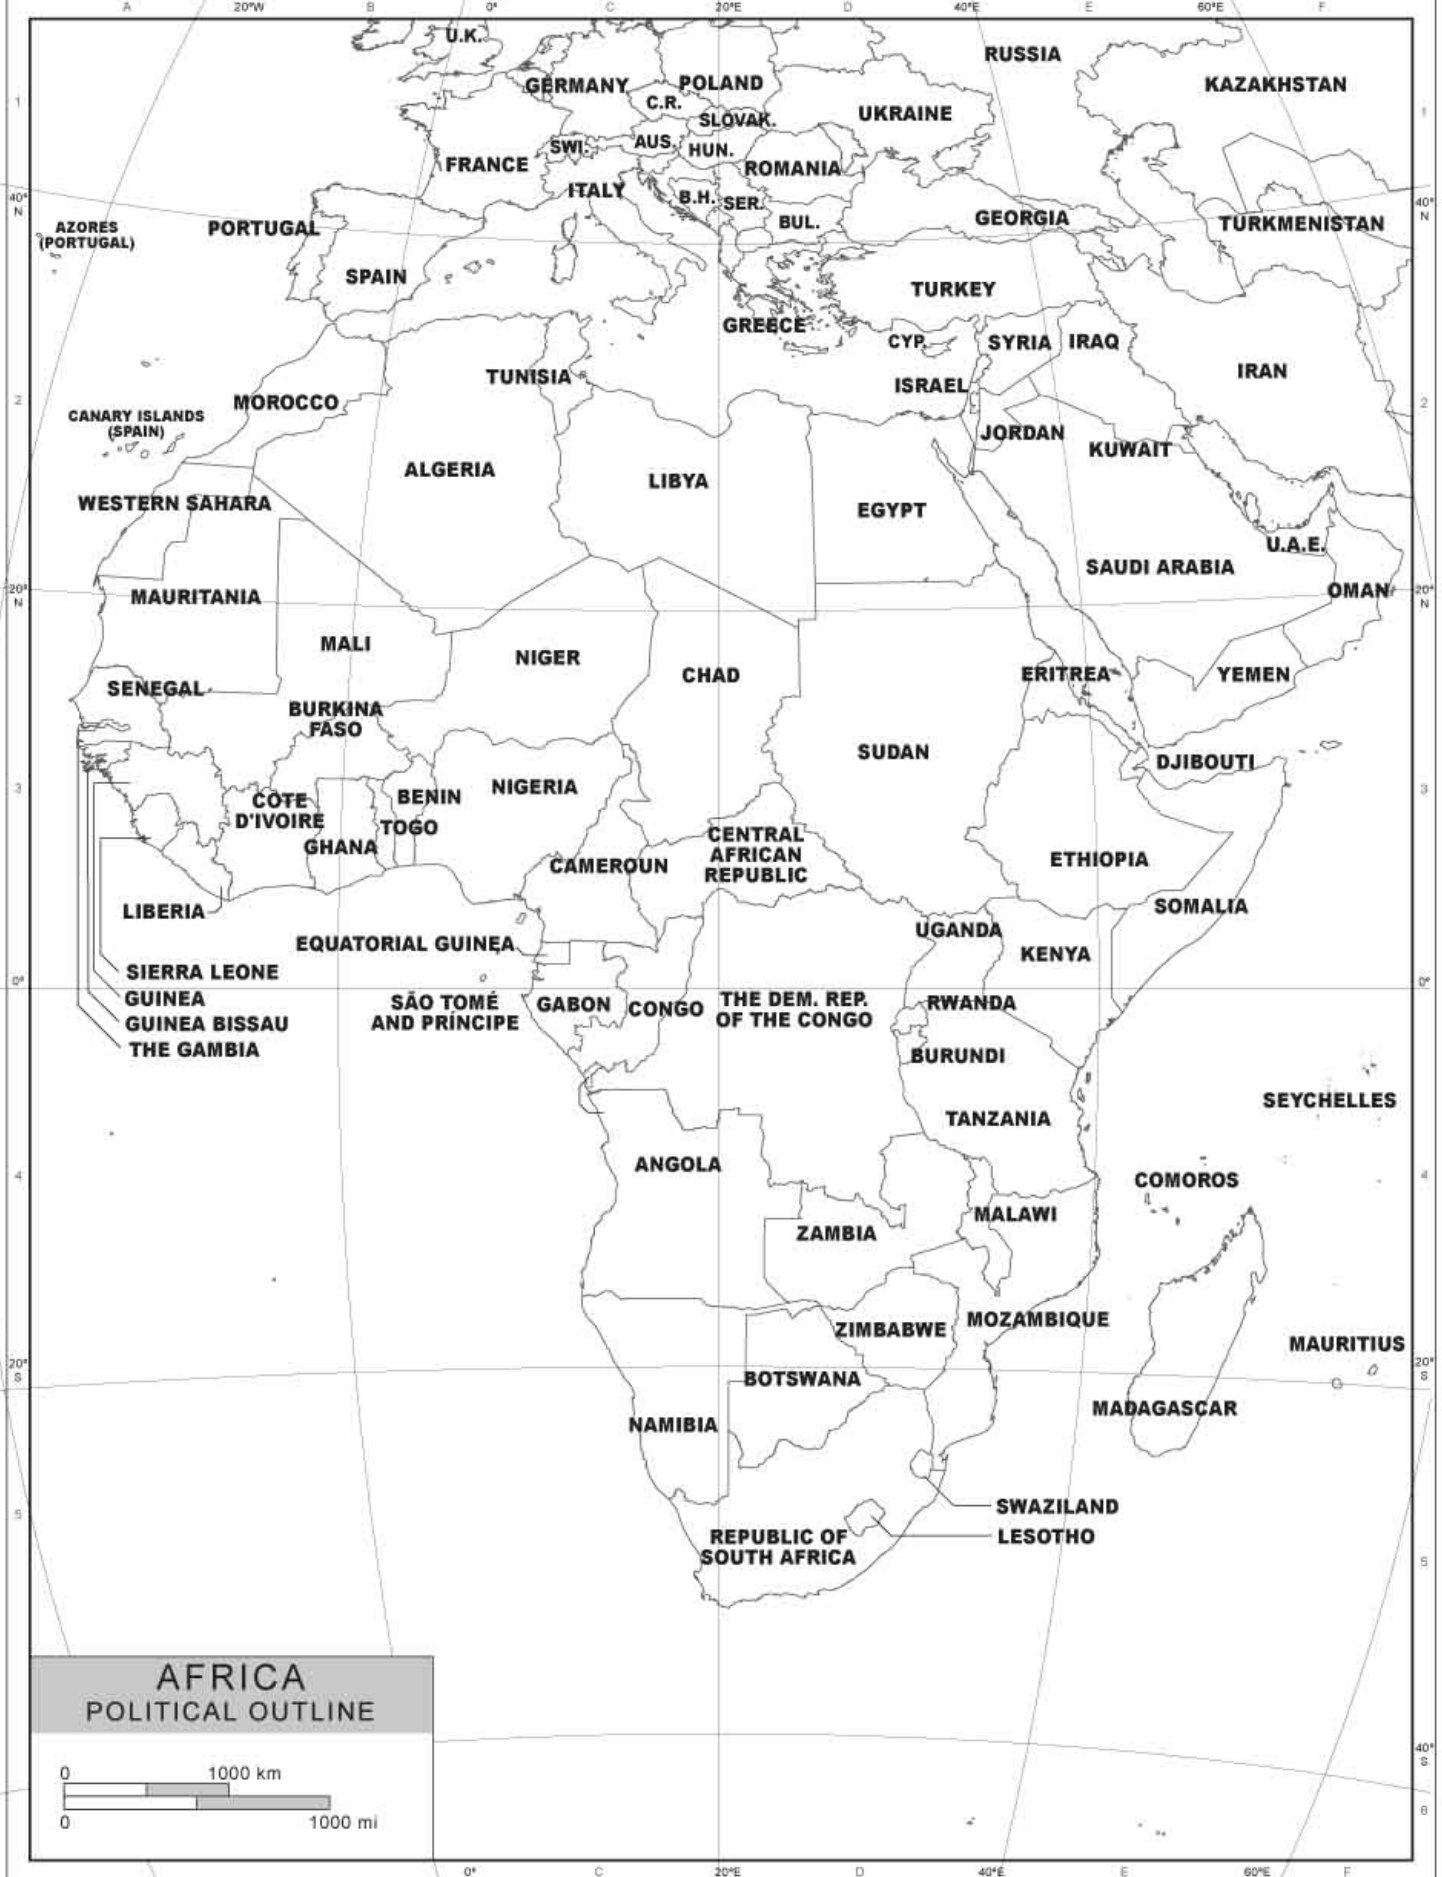 A 20°W B 0° C 20°E D 40°E E 60°E F
U.K.
RUSSIA
GERMANY
POLAND
KAZAKHSTAN
C.R.
1
1
SLOVAK.
UKRAINE
SWI.
AUS.
HUN.
FRANCE
ROMANIA
ITALY
B.H.
SER.
40°
N
40°
N
BUL.
GEORGIA
TURKMENISTAN
AZORES
(PORTUGAL)
PORTUGAL
SPAIN
TURKEY
GREECE
CYP.
SYRIA
IRAQ
IRAN
TUNISIA
ISRAEL
2
2
MOROCCO
CANARY ISLANDS
(SPAIN)
JORDAN
KUWAIT
ALGERIA
LIBYA
WESTERN SAHARA
EGYPT
U.A.E.
SAUDI ARABIA
20°
N
20°
N
MAURITANIA
OMAN
MALI
NIGER
CHAD
ERITREA
YEMEN
SENEGAL
BURKINA
FASO
SUDAN
DJIBOUTI
3
3
NIGERIA
BENIN
COTE
D'IVOIRE
TOGO
GHANA
CENTRAL
AFRICAN
REPUBLIC
CAMEROUN
ETHIOPIA
SOMALIA
LIBERIA
UGANDA
EQUATORIAL GUINEA
KENYA
SIERRA LEONE
0°
0°
GUINEA
SÃO TOMÉ
AND PRÍNCIPE
GABON
CONGO
THE DEM. REP.
OF THE CONGO
RWANDA
GUINEA BISSAU
THE GAMBIA
BURUNDI
SEYCHELLES
TANZANIA
ANGOLA
4
4
COMOROS
MALAWI
ZAMBIA
MOZAMBIQUE
ZIMBABWE
MAURITIUS
20°
S
20°
S
BOTSWANA
MADAGASCAR
NAMIBIA
SWAZILAND
5
5
REPUBLIC OF
SOUTH AFRICA
LESOTHO
AFRICA
POLITICAL OUTLINE
40°
S
0 1000 km
6
0 1000 mi
0° C 20°E D 40°E E 60°E F